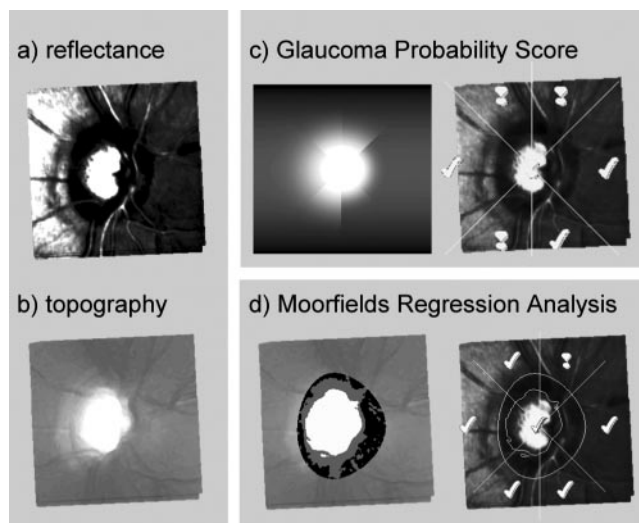 a) reflectance
c) Glaucoma Probability Score
b) topography
d) Moorfields Regression Analysis